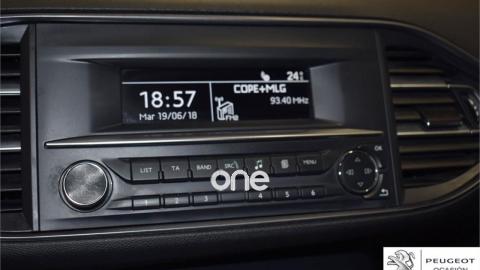 24
COPE+MLG
18:57
93.40 MHz
Mar 19/06/18
FM2
LIST TA BAND SRC MENU OK
one
1 2 3 4 5 6
PEUGEOT
OCASIÓN